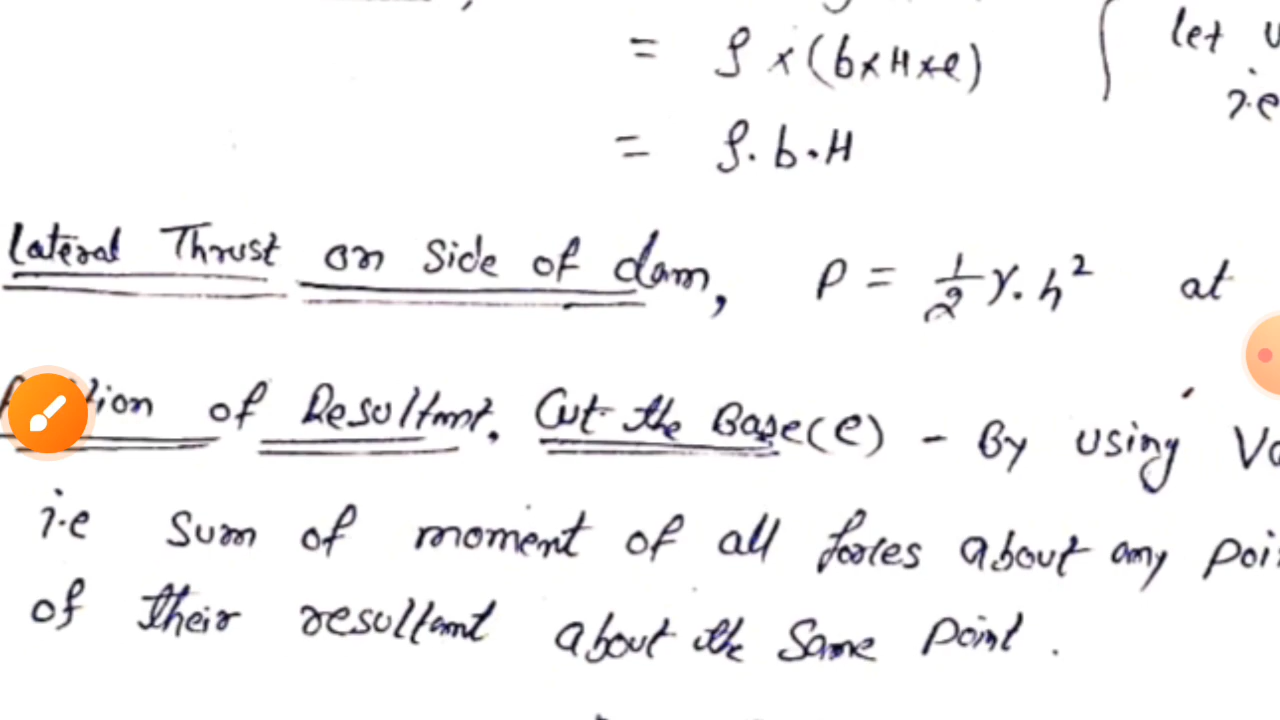 = ρ × (b×H×e) let
i.e
= ρ. b. H
Lateral Thrust on Side of dam, P = 1/2 γ. h² at
of Resultant. Cut the Base(e) - By using
i.e sum of moment of all forces about any
of their resultant about the same point.